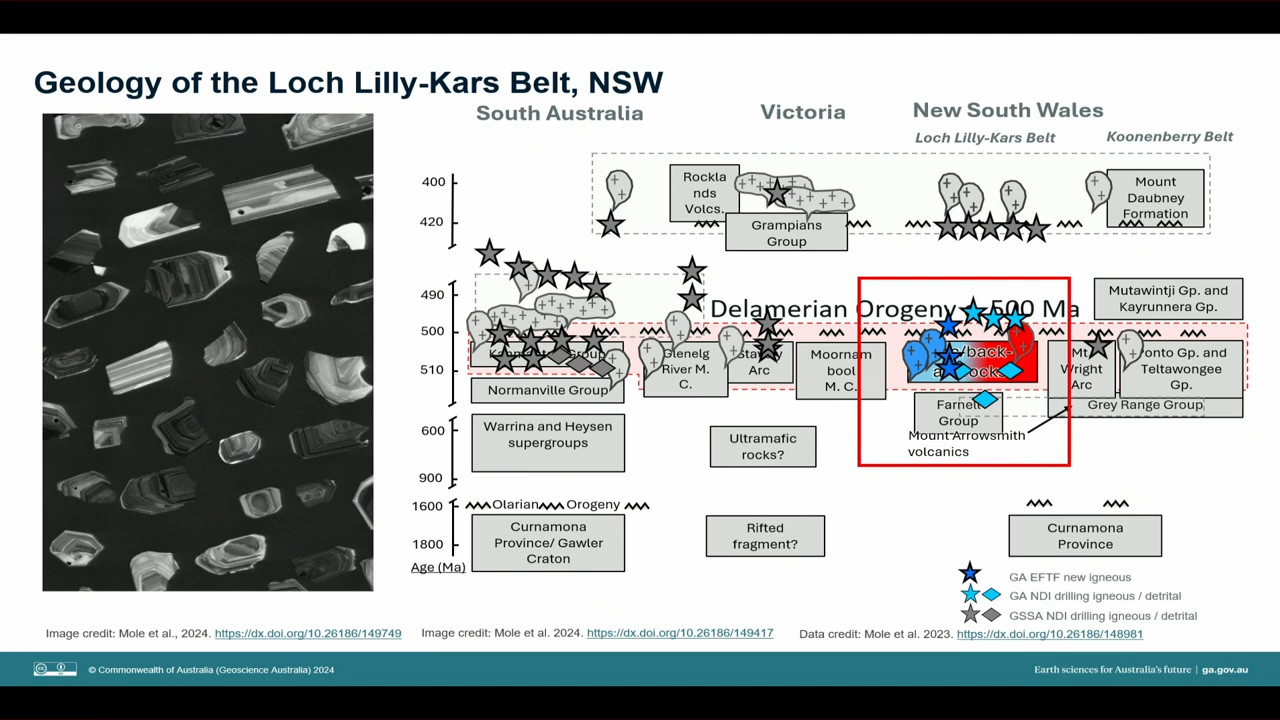 Geology of the Loch Lilly-Kars Belt, NSW
South Australia
Victoria
New South Wales
Loch Lilly-Kars Belt
Koonenberry Belt
400
420
490
500
510
600
900
1600
1800
Age (Ma)
Rockla
nds
Volcs.
Grampians
Group
Mount
Daubney
Formation
Mutawintji Gp. and
Kayrunnera Gp.
Delamerian Orogeny
500 Ma
Group
Normanville Group
Glenelg
River M.
C.
Arc
Moornam
bool
M. C.
/back-
Mt
Wright
Arc
Gp. and
Teltawongee
Gp.
Grey Range Group
Farnell
Group
Mount Arrowsmith
volcanics
Warrina and Heysen
supergroups
Ultramafic
rocks?
Olarian
Orogeny
Curnamona
Province/ Gawler
Craton
Rifted
fragment?
Curnamona
Province
GA EFTF new igneous
GA NDI drilling igneous / detrital
GSSA NDI drilling igneous / detrital
Image credit: Mole et al., 2024. https://dx.doi.org/10.26186/149749
Image credit: Mole et al. 2024. https://dx.doi.org/10.26186/149417
Data credit: Mole et al. 2023. https://dx.doi.org/10.26186/148981
© Commonwealth of Australia (Geoscience Australia) 2024
Earth sciences for Australia's future | ga.gov.au